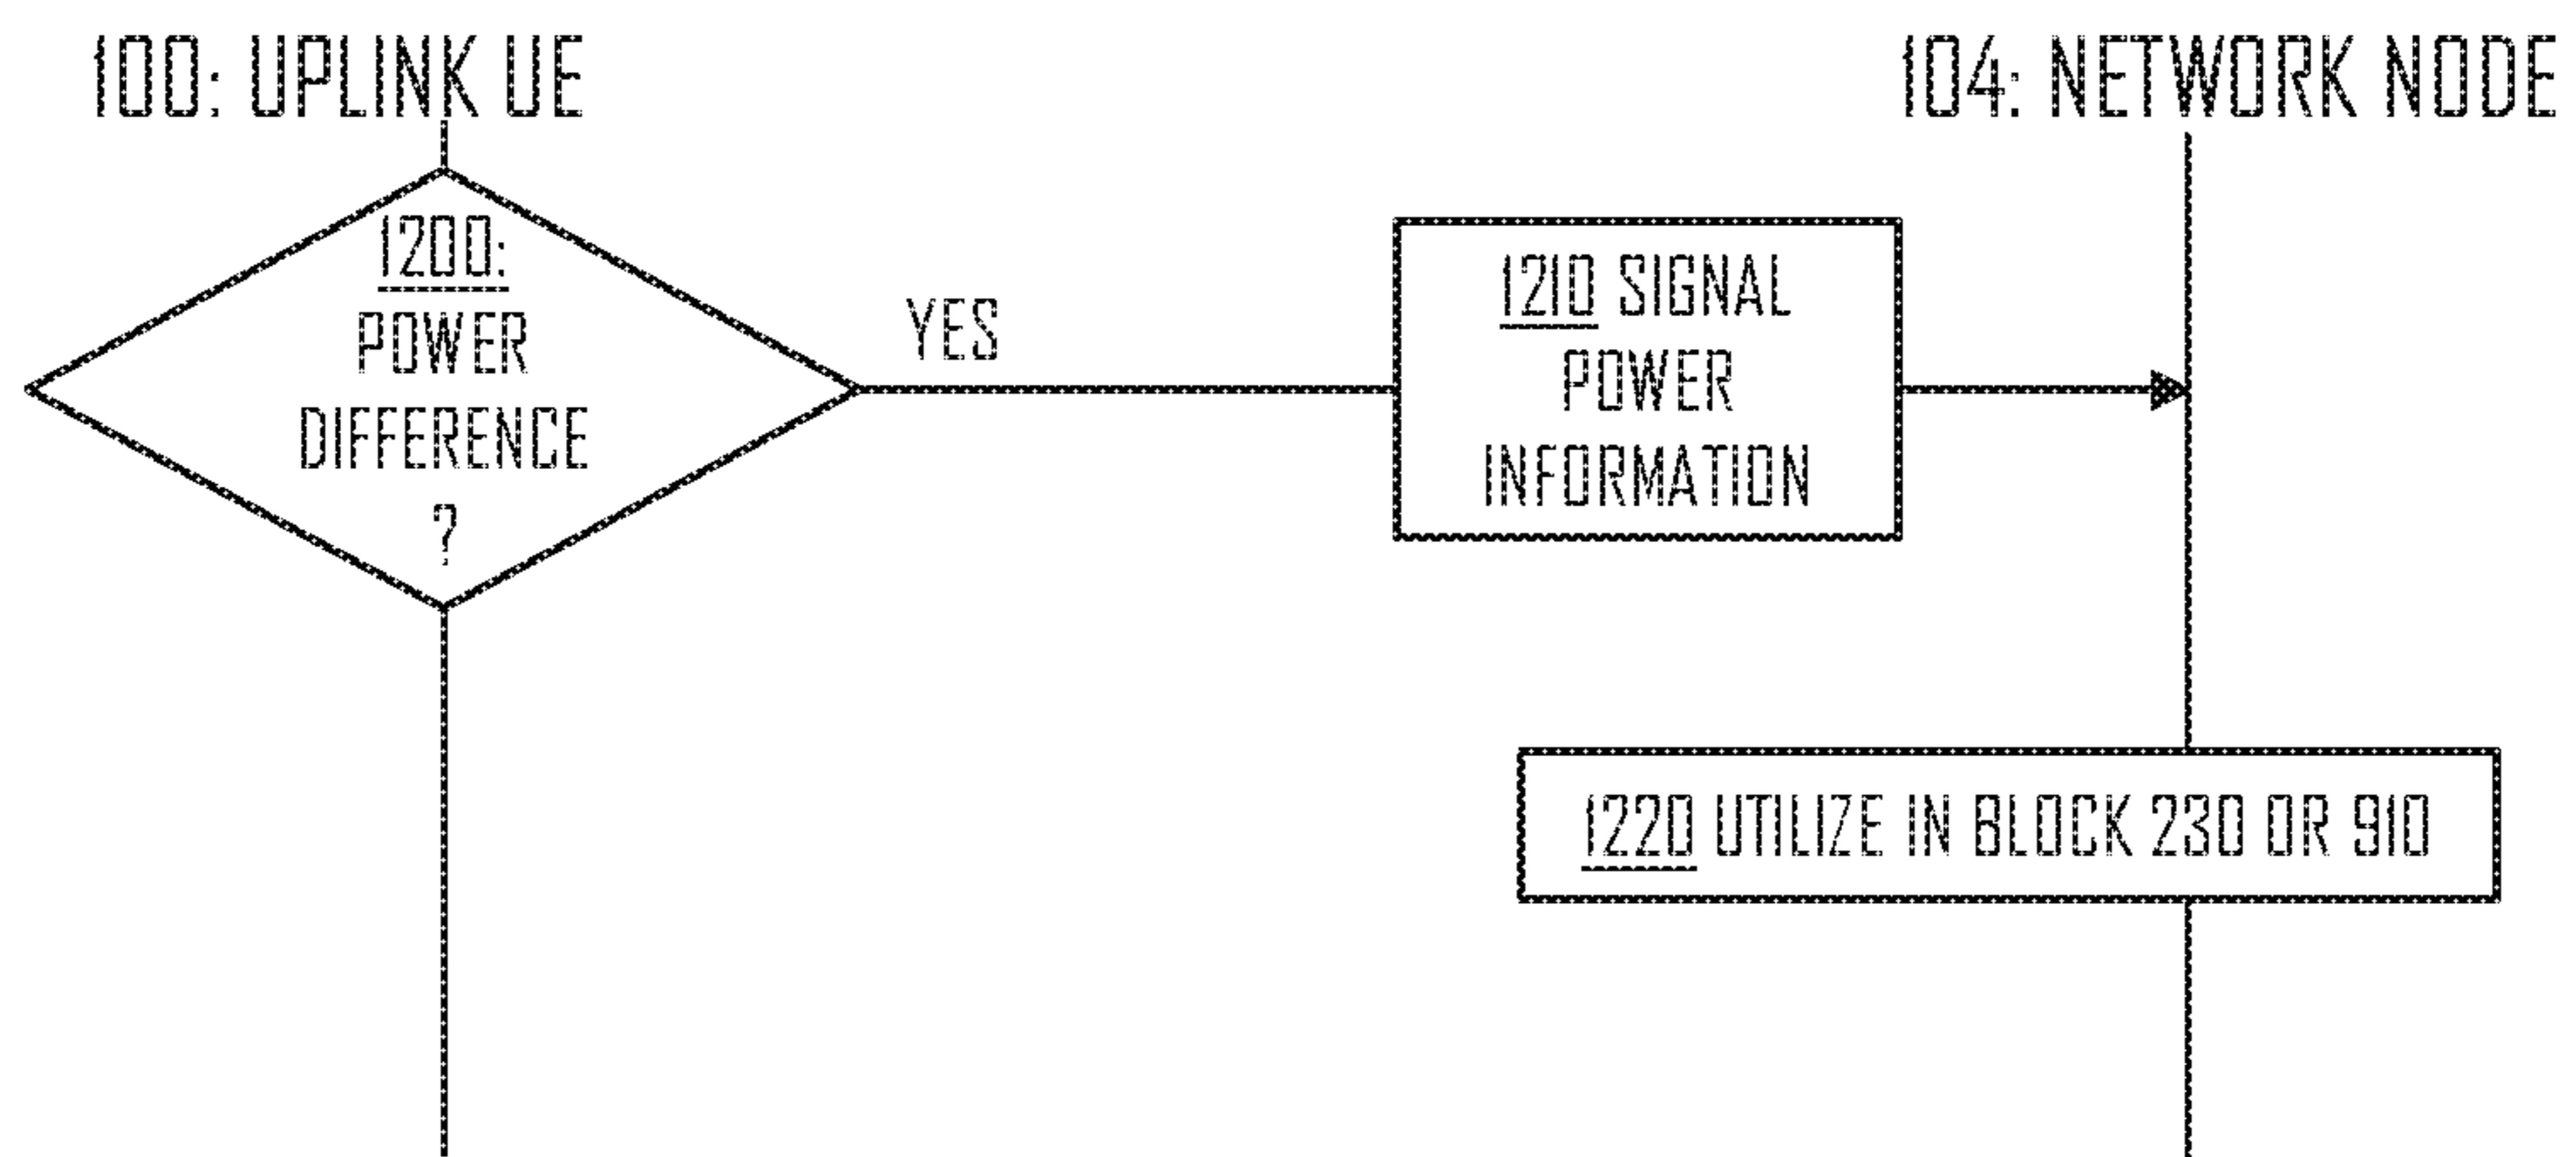 100: UPLINK UE
104: NETWORK NODE
1200:
POWER
DIFFERENCE
?
YES
1210 SIGNAL
POWER
INFORMATION
1220 UTILIZE IN BLOCK 230 OR 910